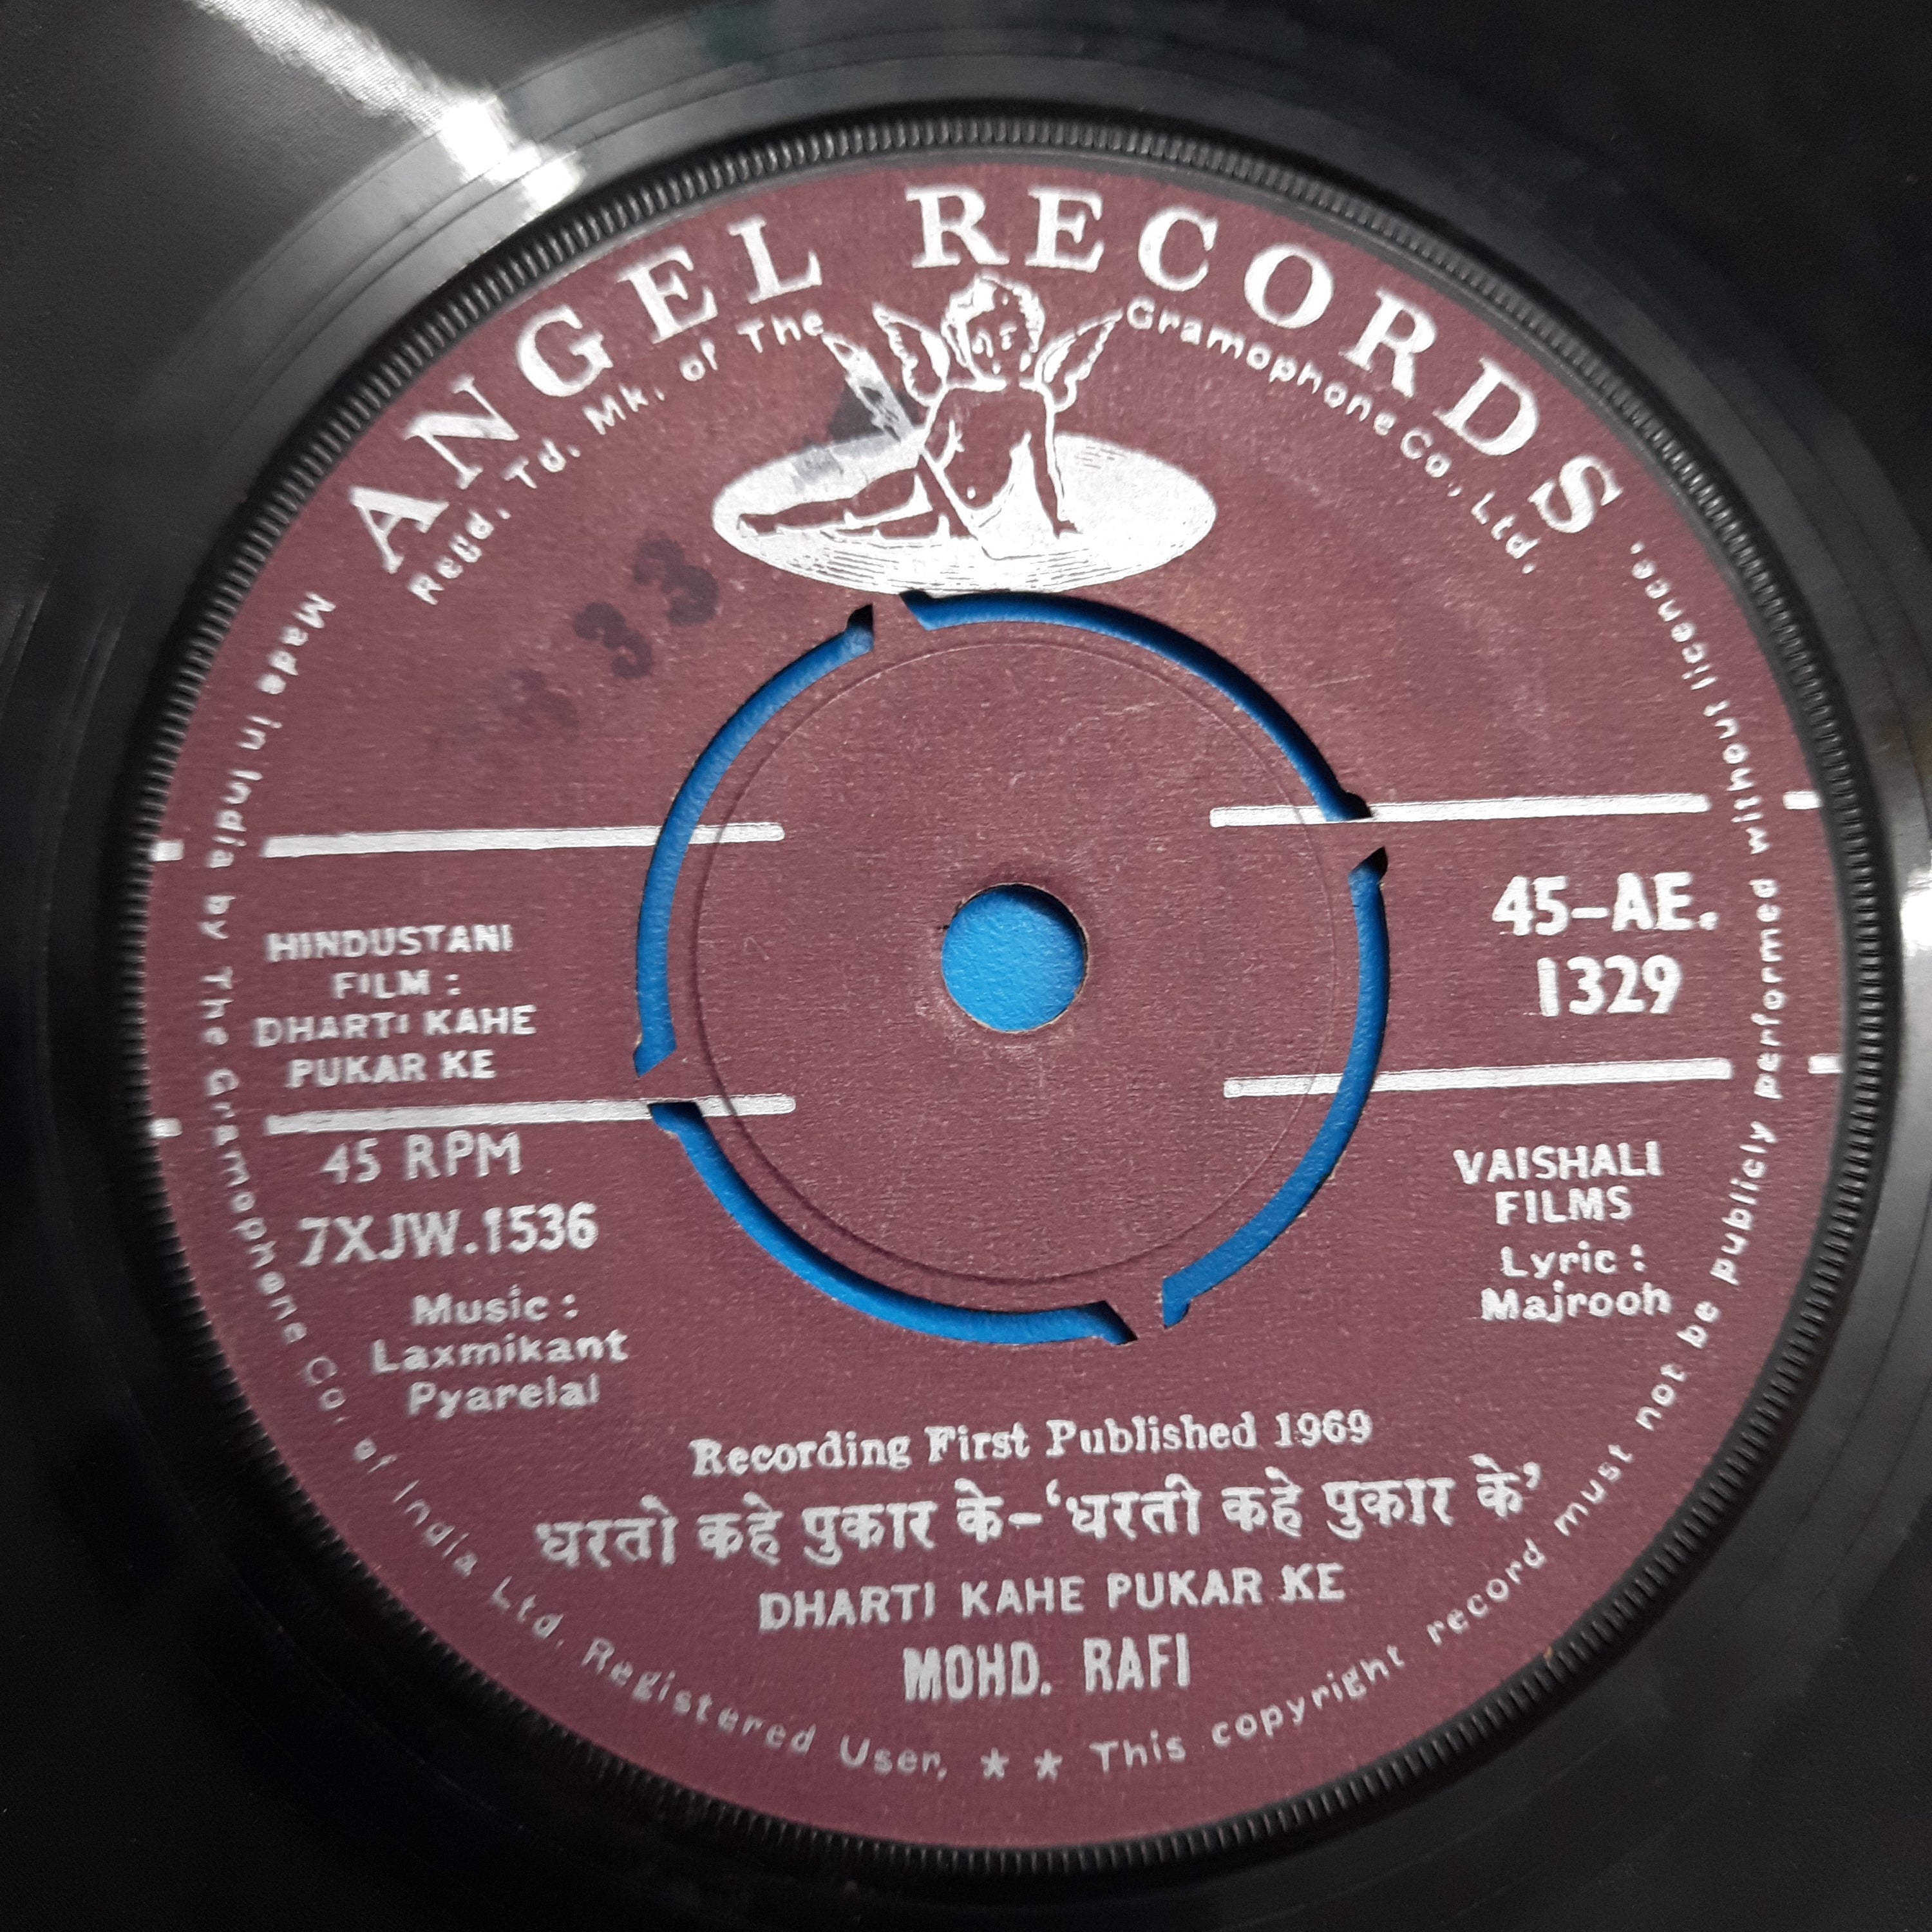 ANGEL RECORDS
Regd. Td. Mk. of The Gramophone Co., Ltd.
33
HINDUSTANI
FILM :
DHARTI KAHE
PUKAR KE
45 RPM
7XJW.1536
Music :
Laxmikant
Pyarelal
45-AE.
1329
VAISHALI
FILMS
Lyric :
Majrooh
Recording First Published 1969
धरतो कहे पुकार के-‘धरती कहे पुकार के’
DHARTI KAHE PUKAR KE
MOHD. RAFI
Made in India by The Gramophone Co. of India Ltd. Registered User. ★ ★ This copyright record must not be publicly performed without licence.